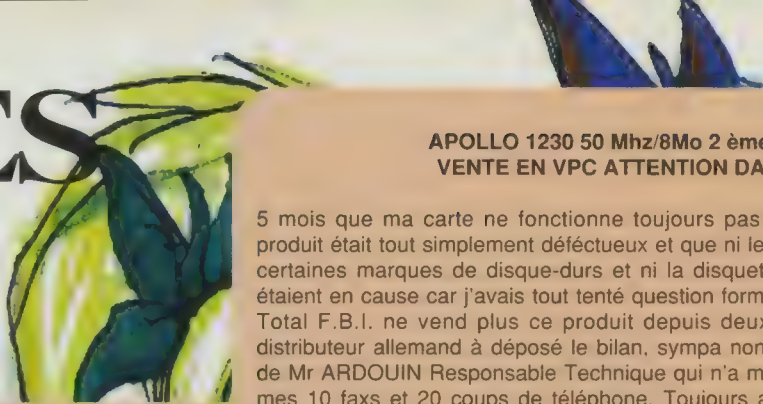 ES
APOLLO 1230 50 Mhz/8Mo 2 ème
VENTE EN VPC ATTENTION DA
5 mois que ma carte ne fonctionne toujours pas
produit était tout simplement déféctueux et que ni le
certaines marques de disque-durs et ni la disquet
étaient en cause car j'avais tout tenté question form
Total F.B.I. ne vend plus ce produit depuis deux
distributeur allemand à déposé le bilan, sympa non
de Mr ARDOUIN Responsable Technique qui n'a m
mes 10 faxs et 20 coups de téléphone. Toujours a